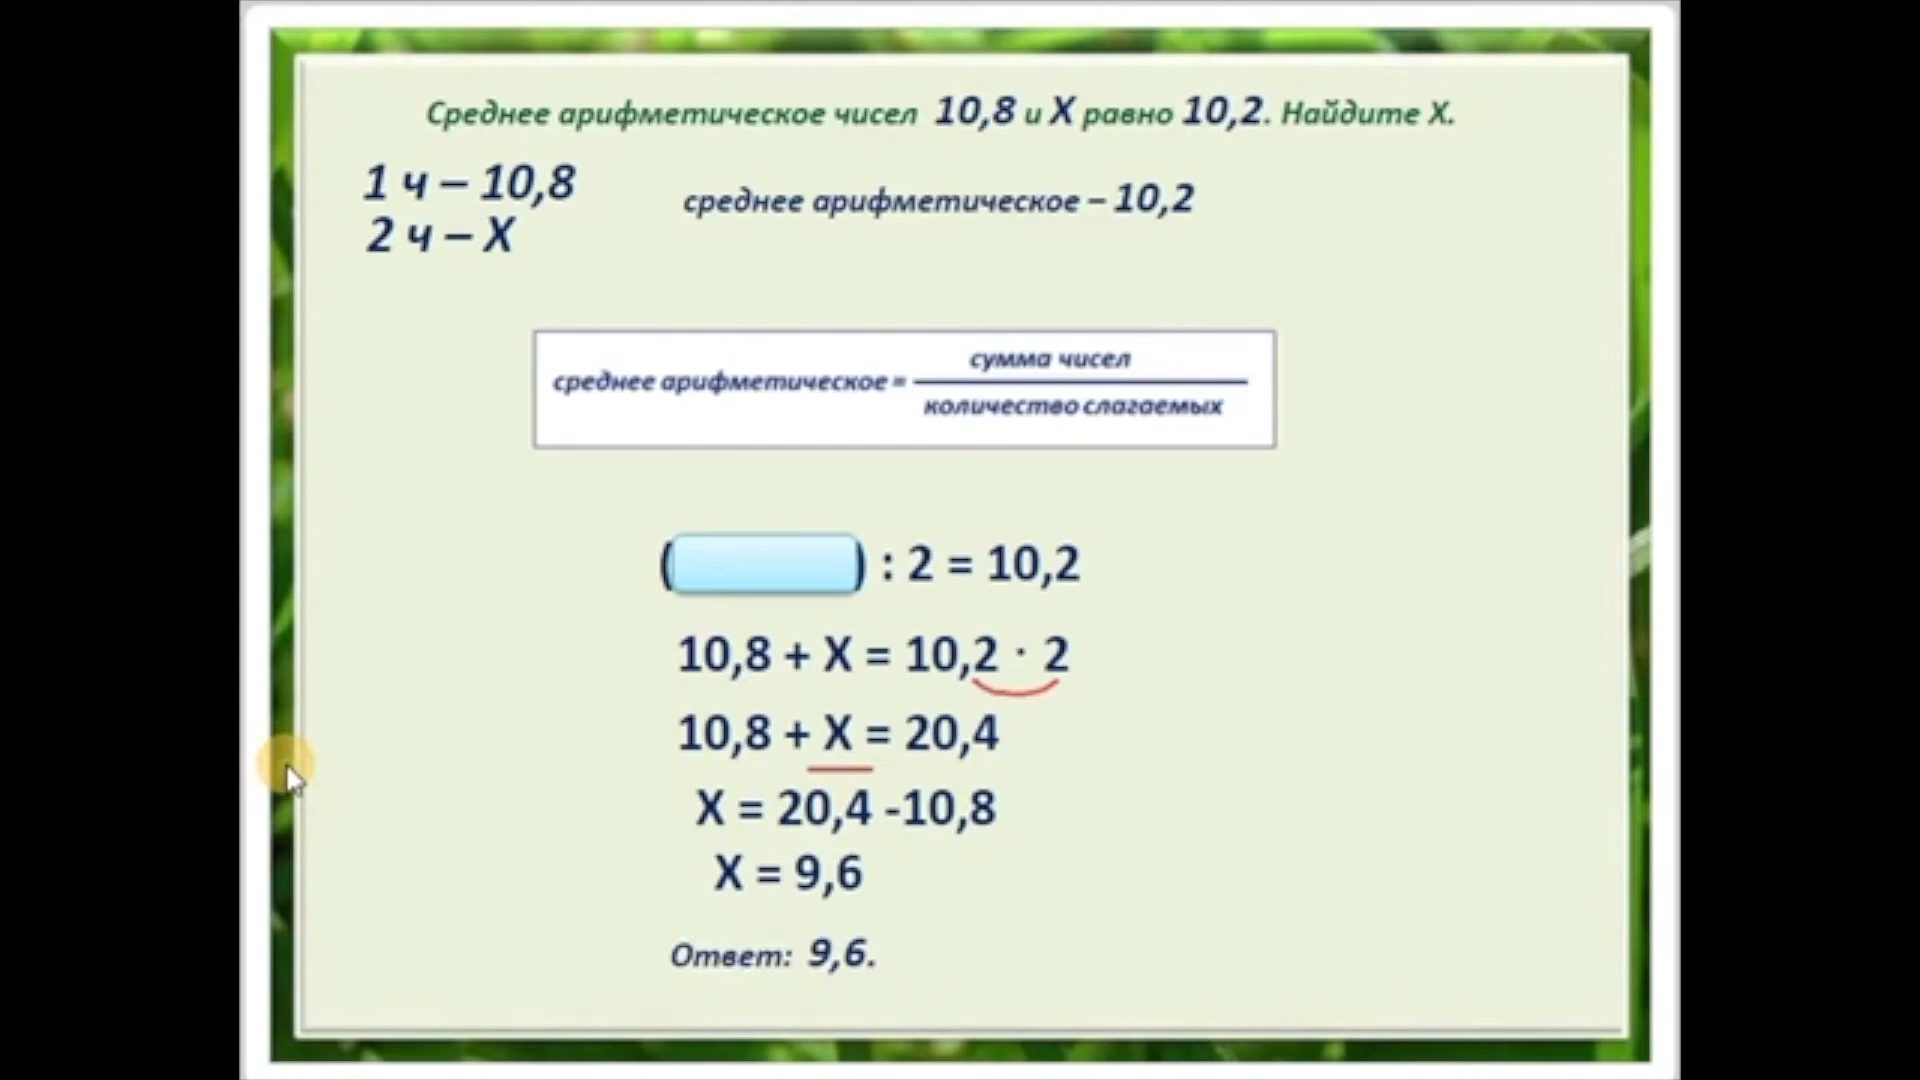 Среднее арифметическое чисел 10,8 и X равно 10,2. Найдите X.
1 ч – 10,8
среднее арифметическое – 10,2
2 ч – X
среднее арифметическое = сумма чисел
количество слагаемых
( ) : 2 = 10,2
10,8 + X = 10,2 · 2
10,8 + X = 20,4
X = 20,4 -10,8
X = 9,6
Ответ: 9,6.